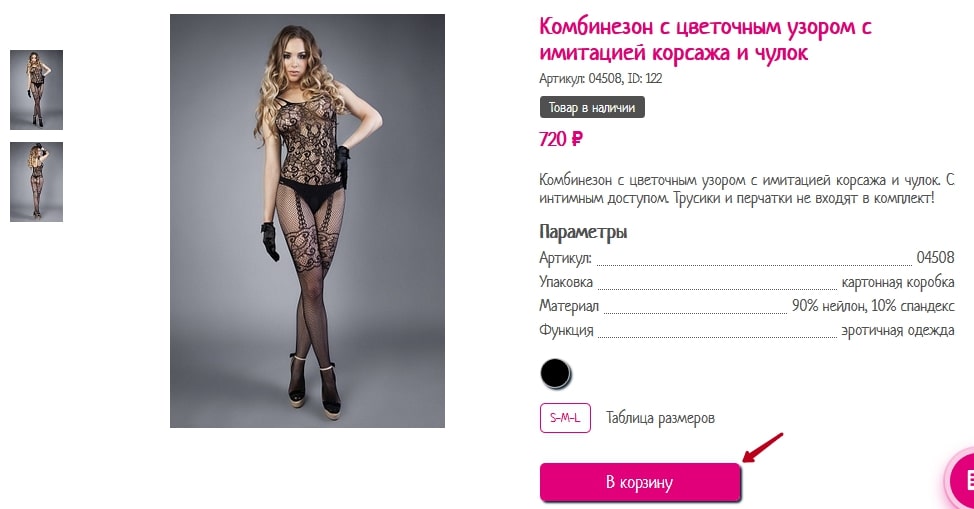 Комбинезон с цветочным узором с
имитацией корсажа и чулок
Артикул: 04508, ID: 122
Товар в наличии
720 ₽
Комбинезон с цветочным узором с имитацией корсажа и чулок. С
интимным доступом. Трусики и перчатки не входят в комплект!
Параметры
Артикул: 04508
Упаковка картонная коробка
Материал 90% нейлон, 10% спандекс
Функция эротичная одежда
S-M-L Таблица размеров
В корзину